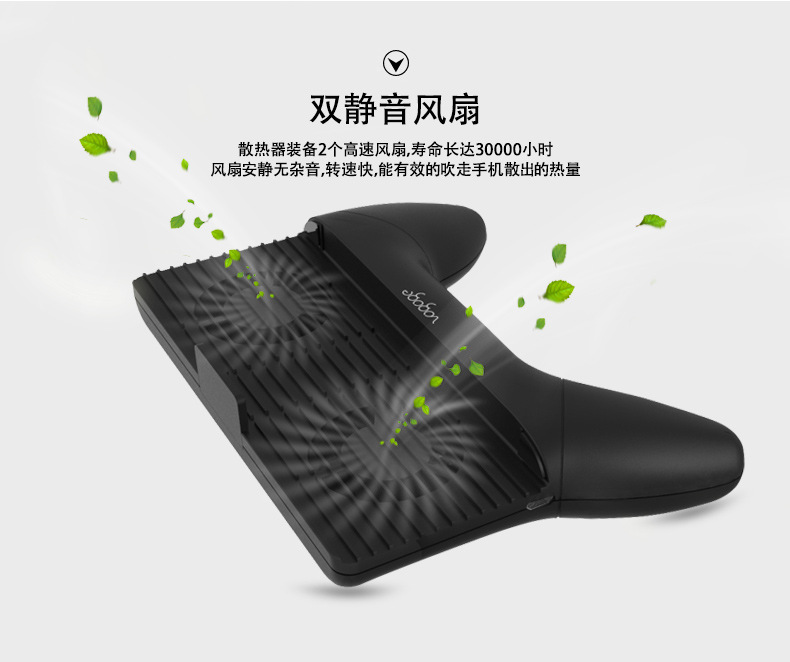 双静音风扇
散热器装备2个高速风扇,寿命长达30000小时
风扇安静无杂音,转速快,能有效的吹走手机散出的热量